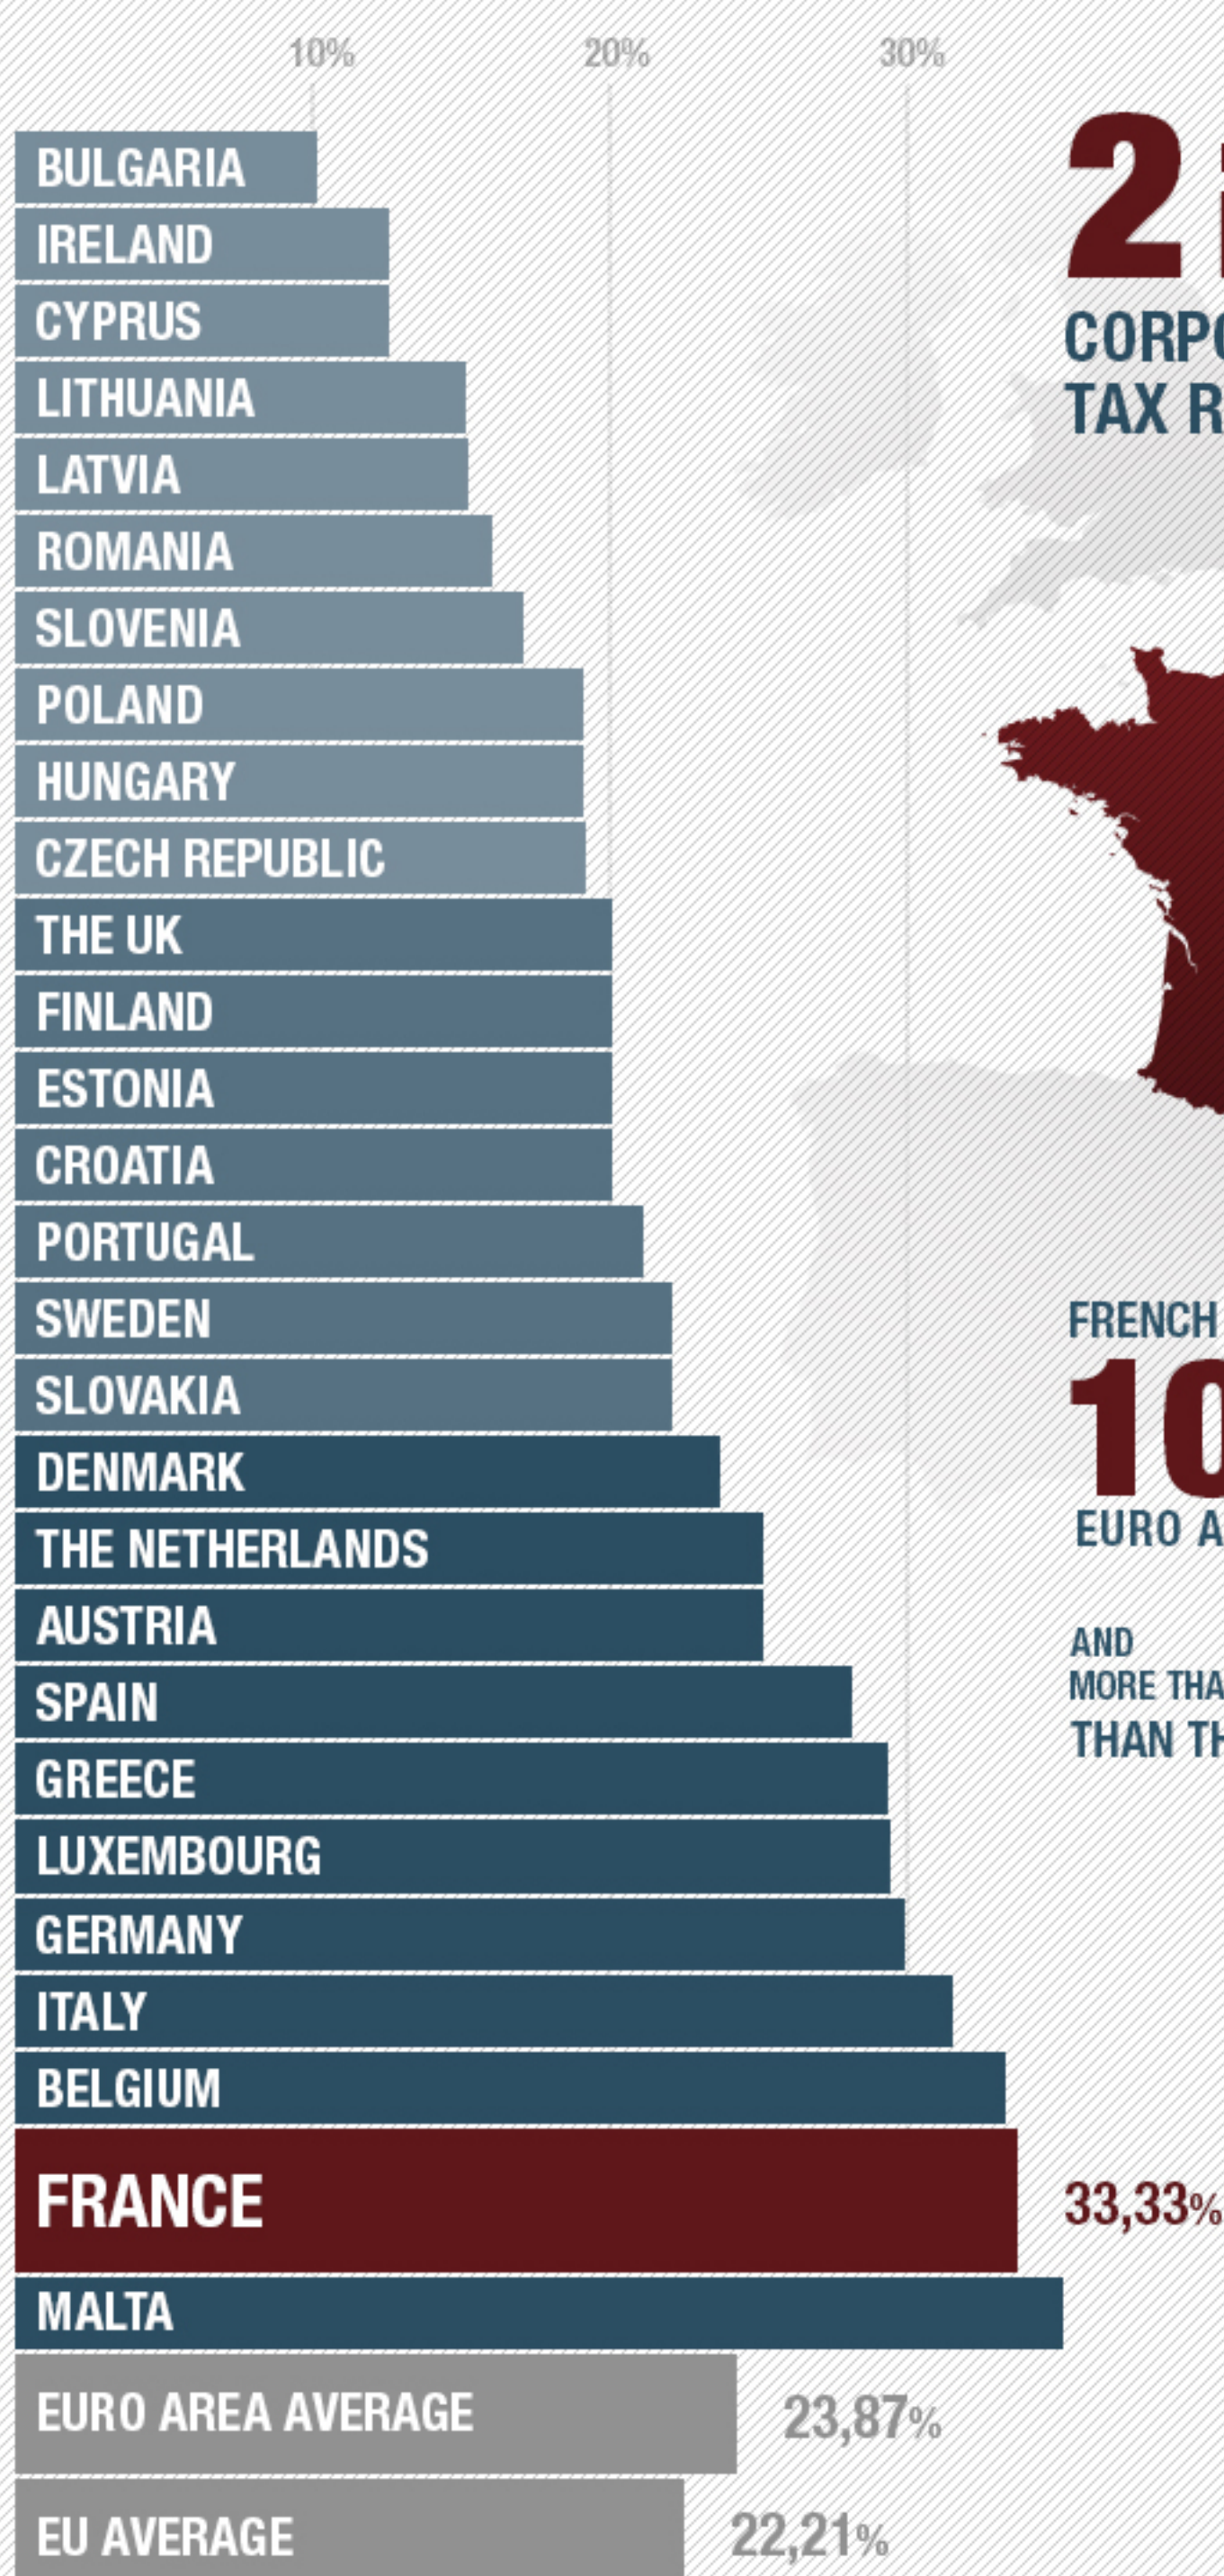 10% 20% 30%
BULGARIA
IRELAND
CYPRUS
LITHUANIA
LATVIA
ROMANIA
SLOVENIA
POLAND
HUNGARY
CZECH REPUBLIC
THE UK
FINLAND
ESTONIA
CROATIA
PORTUGAL
SWEDEN
SLOVAKIA
DENMARK
THE NETHERLANDS
AUSTRIA
SPAIN
GREECE
LUXEMBOURG
GERMANY
ITALY
BELGIUM
FRANCE 33,33%
MALTA
EURO AREA AVERAGE 23,87%
EU AVERAGE 22,21%
2
TAX
FRENCH
10
EURO
AND
MORE
THAN